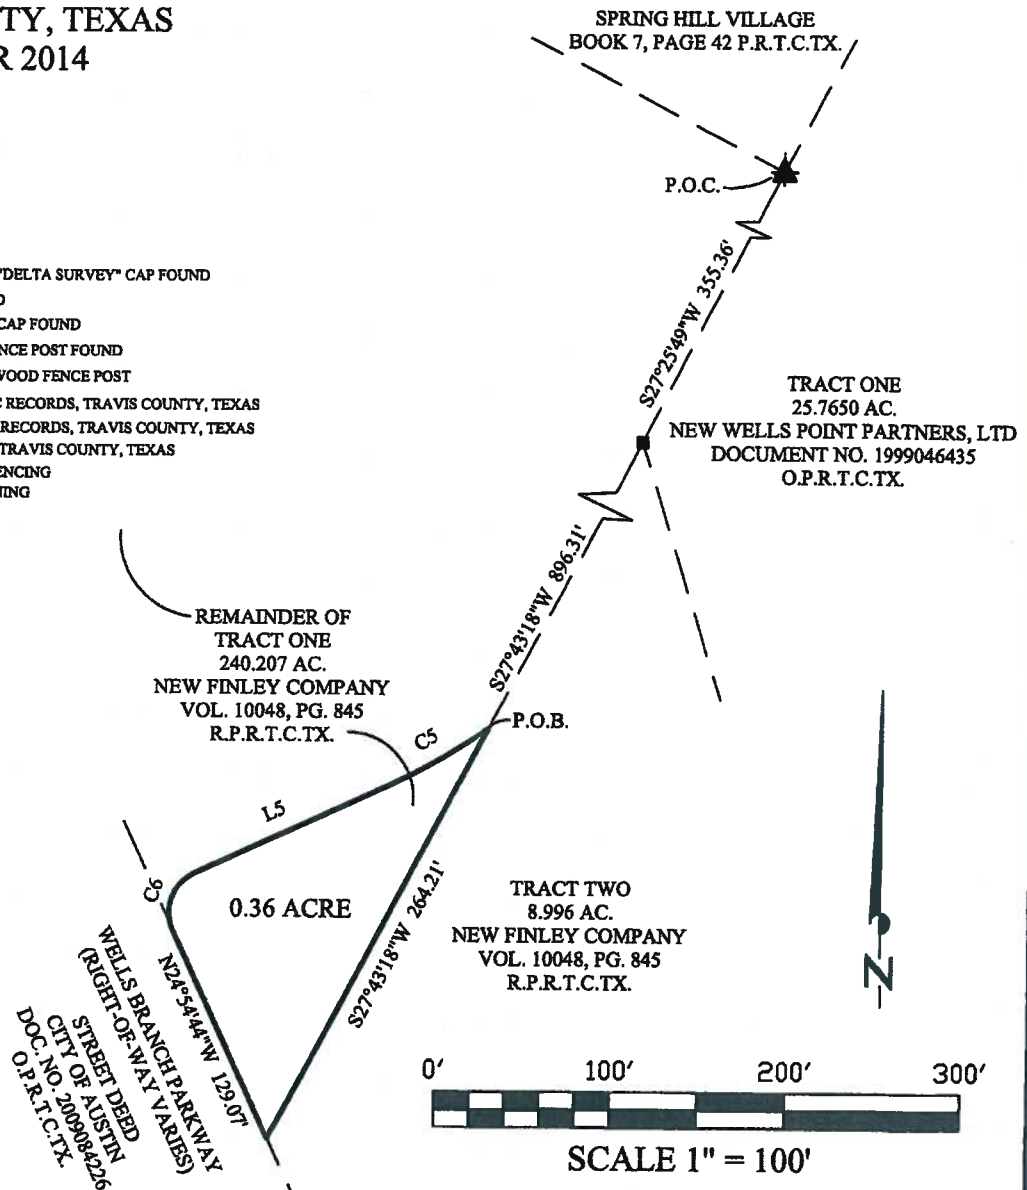 TY, TEXAS
R 2014
SPRING HILL VILLAGE
BOOK 7, PAGE 42 P.R.T.C.TX.
P.O.C.
"DELTA SURVEY" CAP FOUND
CAP FOUND
NCE POST FOUND
WOOD FENCE POST
RECORDS, TRAVIS COUNTY, TEXAS
RECORDS, TRAVIS COUNTY, TEXAS
TRAVIS COUNTY, TEXAS
ENCING
S27°25'49"W 355.36'
TRACT ONE
25.7650 AC.
NEW WELLS POINT PARTNERS, LTD
DOCUMENT NO. 1999046435
O.P.R.T.C.TX.
S27°43'18"W 896.31'
REMAINDER OF
TRACT ONE
240.207 AC.
NEW FINLEY COMPANY
VOL. 10048, PG. 845
R.P.R.T.C.TX.
P.O.B.
C5
L5
C6
0.36 ACRE
S27°43'18"W 264.21'
TRACT TWO
8.996 AC.
NEW FINLEY COMPANY
VOL. 10048, PG. 845
R.P.R.T.C.TX.
N24°54'44"W 129.07'
WELLS BRANCH PARKWAY
(RIGHT-OF-WAY VARIES)
STREET DEED
CITY OF AUSTIN
DOC. NO. 2009084226
O.P.R.T.C.TX.
N
0' 100' 200' 300'
SCALE 1" = 100'